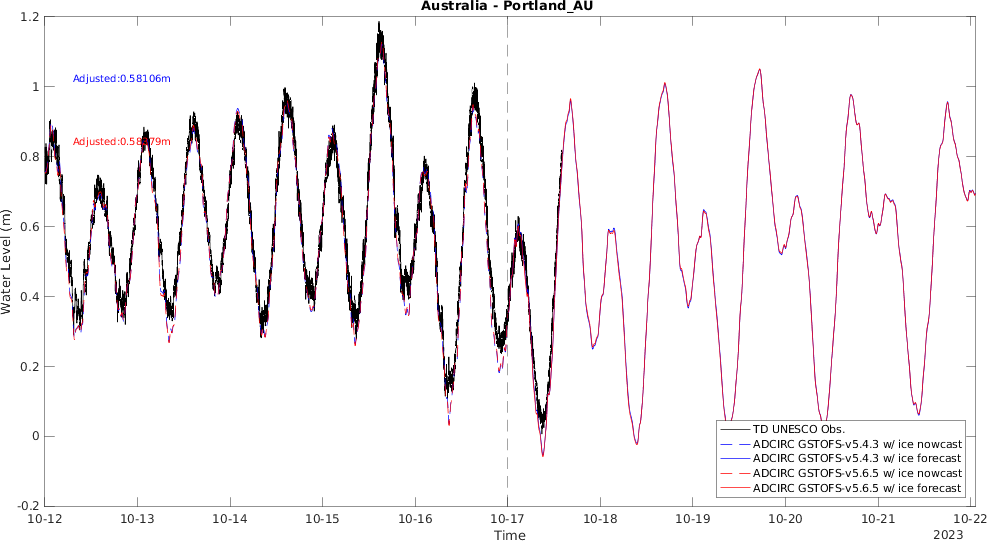 Australia - Portland_AU
1.2
1
0.8
0.6
0.4
0.2
0
-0.2
Water Level (m)
Adjusted:0.58106m
TD UNESCO Obs.
ADCIRC GSTOFS-v5.4.3 w/ ice nowcast
ADCIRC GSTOFS-v5.4.3 w/ ice forecast
ADCIRC GSTOFS-v5.6.5 w/ ice nowcast
ADCIRC GSTOFS-v5.6.5 w/ ice forecast
10-12 10-13 10-14 10-15 10-16 10-17 10-18 10-19 10-20 10-21 10-22
Time
2023